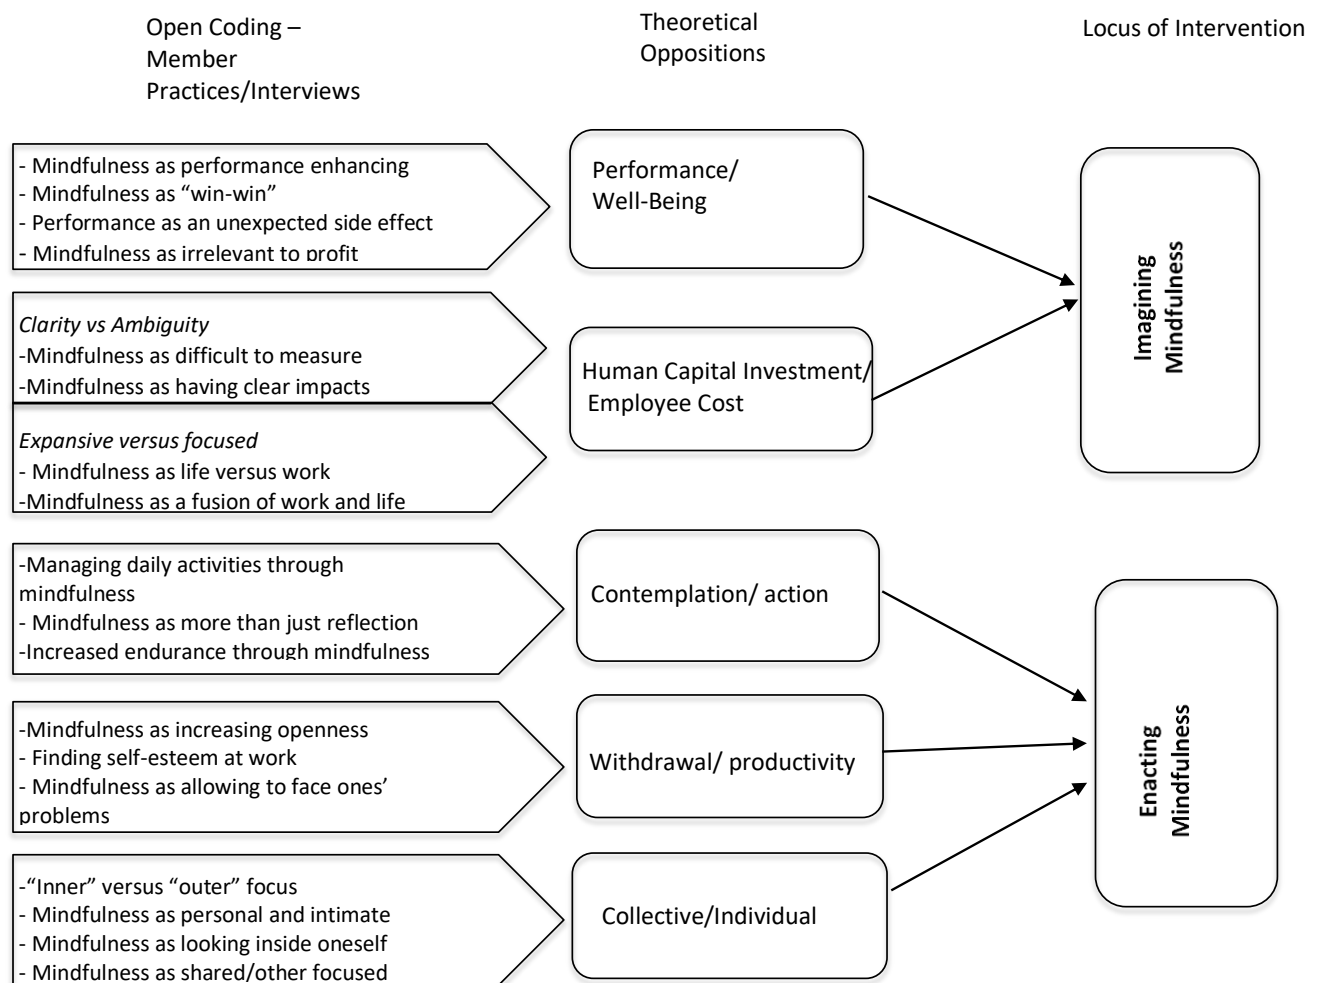 Open Coding –
Member
Practices/Interviews
Theoretical
Oppositions
Locus of Intervention
- Mindfulness as performance enhancing
- Mindfulness as “win-win”
- Performance as an unexpected side effect
- Mindfulness as irrelevant to profit
Performance/
Well-Being
Clarity vs Ambiguity
-Mindfulness as difficult to measure
-Mindfulness as having clear impacts
Expansive versus focused
- Mindfulness as life versus work
-Mindfulness as a fusion of work and life
Human Capital Investment/
Employee Cost
Imagining
Mindfulness
-Managing daily activities through
mindfulness
- Mindfulness as more than just reflection
-Increased endurance through mindfulness
Contemplation/ action
-Mindfulness as increasing openness
- Finding self-esteem at work
- Mindfulness as allowing to face ones’
problems
Withdrawal/ productivity
-“Inner” versus “outer” focus
- Mindfulness as personal and intimate
- Mindfulness as looking inside oneself
- Mindfulness as shared/other focused
Collective/Individual
Enacting
Mindfulness